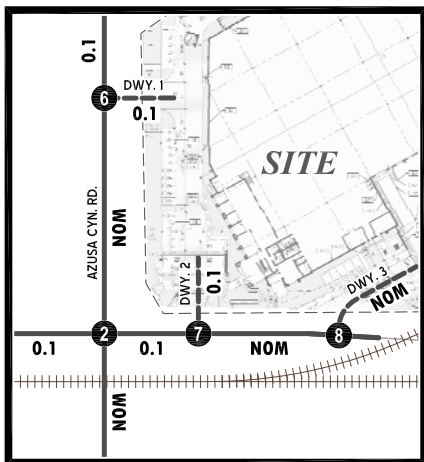 0.1
DWY. 1
6
0.1
SITE
AZUSA CYN. RD.
NOM
DWY. 2
0.1
DWY. 3
NOM
2
7
8
0.1
0.1
NOM
NOM